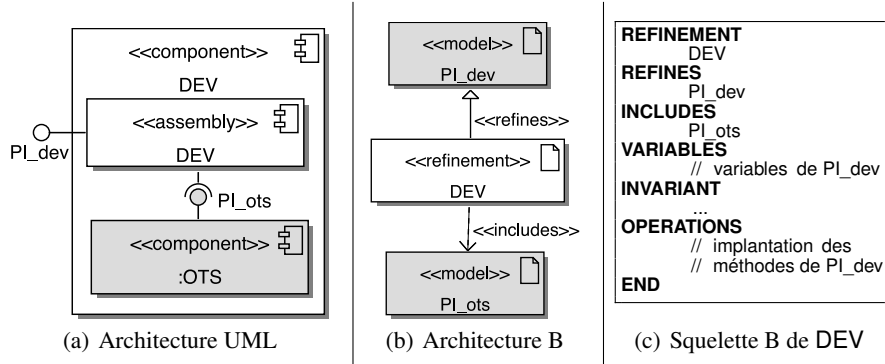 <<component>>
DEV
<<assembly>>
DEV
PI_dev
PI_ots
<<component>>
:OTS
(a) Architecture UML
<<model>>
PI_dev
<<refines>>
<<refinement>>
DEV
<<includes>>
<<model>>
PI_ots
(b) Architecture B
REFINEMENT
DEV
REFINES
PI_dev
INCLUDES
PI_ots
VARIABLES
// variables de PI_dev
INVARIANT
...
OPERATIONS
// implantation des
// méthodes de PI_dev
END
(c) Squelette B de DEV